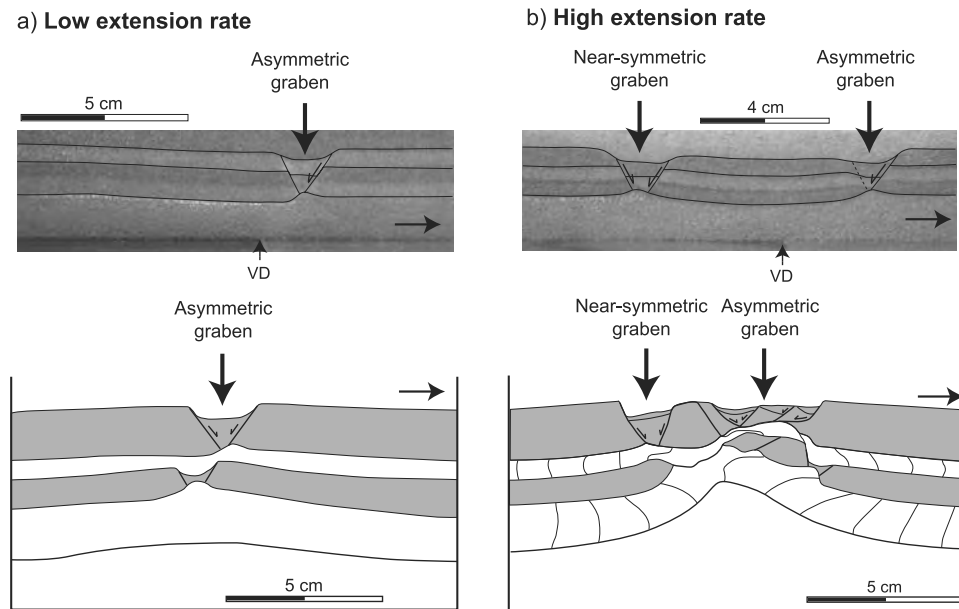 a) Low extension rate
Asymmetric
graben
5 cm
VD
Asymmetric
graben
5 cm
b) High extension rate
Near-symmetric
graben
Asymmetric
graben
4 cm
VD
Near-symmetric
graben
Asymmetric
graben
5 cm